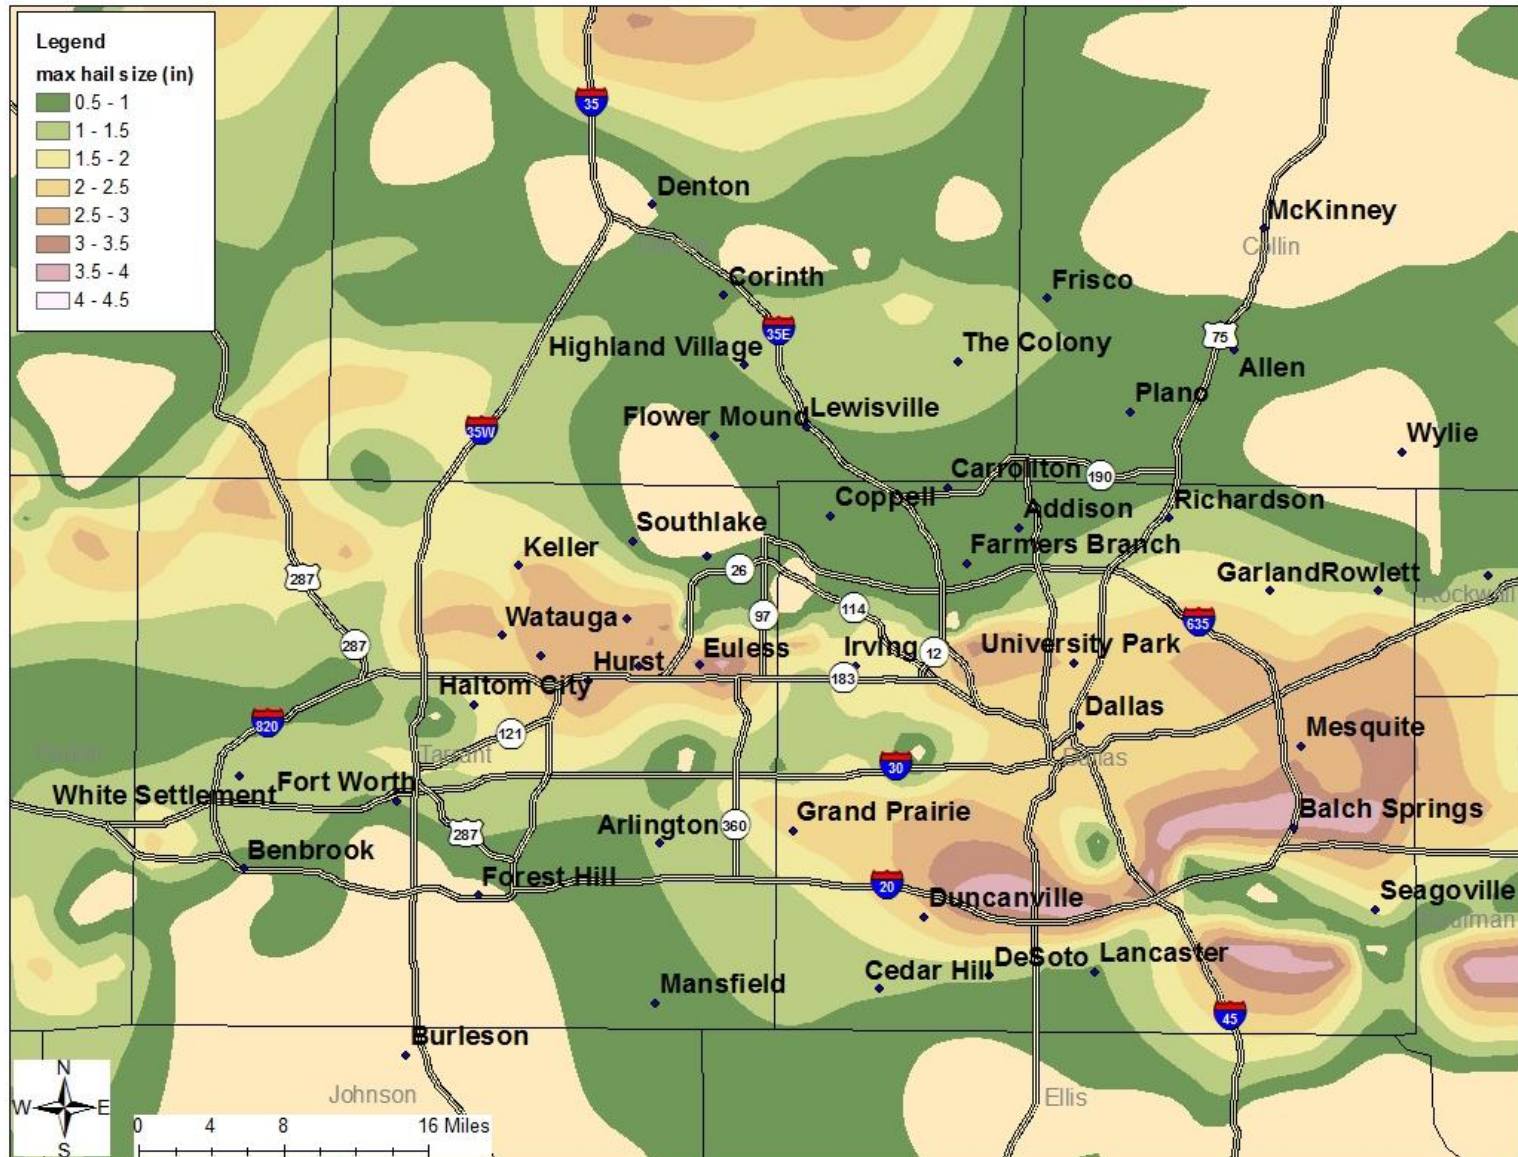 Legend
max hail size (in)
0.5 - 1
1 - 1.5
1.5 - 2
2 - 2.5
2.5 - 3
3 - 3.5
3.5 - 4
4 - 4.5
35
Denton
McKinney
Collin
Corinth
Frisco
35E
75
Highland Village
The Colony
Allen
Plano
Flower Mound
Lewisville
35W
Wylie
Carrollton
190
Coppell
Richardson
Addison
Southlake
Keller
Farmers Branch
26
287
Garland
Rowlett
Rockwall
97
114
Watauga
635
287
Euless
Irving
12
University Park
Hurst
183
Haltom City
820
Dallas
121
Mesquite
Tarrant
Dallas
30
Fort Worth
White Settlement
Grand Prairie
Balch Springs
Arlington
360
287
Benbrook
Forest Hill
20
Duncanville
Seagoville
DeSoto
Lancaster
Cedar Hill
Mansfield
45
Burleson
Johnson
Ellis
N
W
E
S
0
4
8
16 Miles